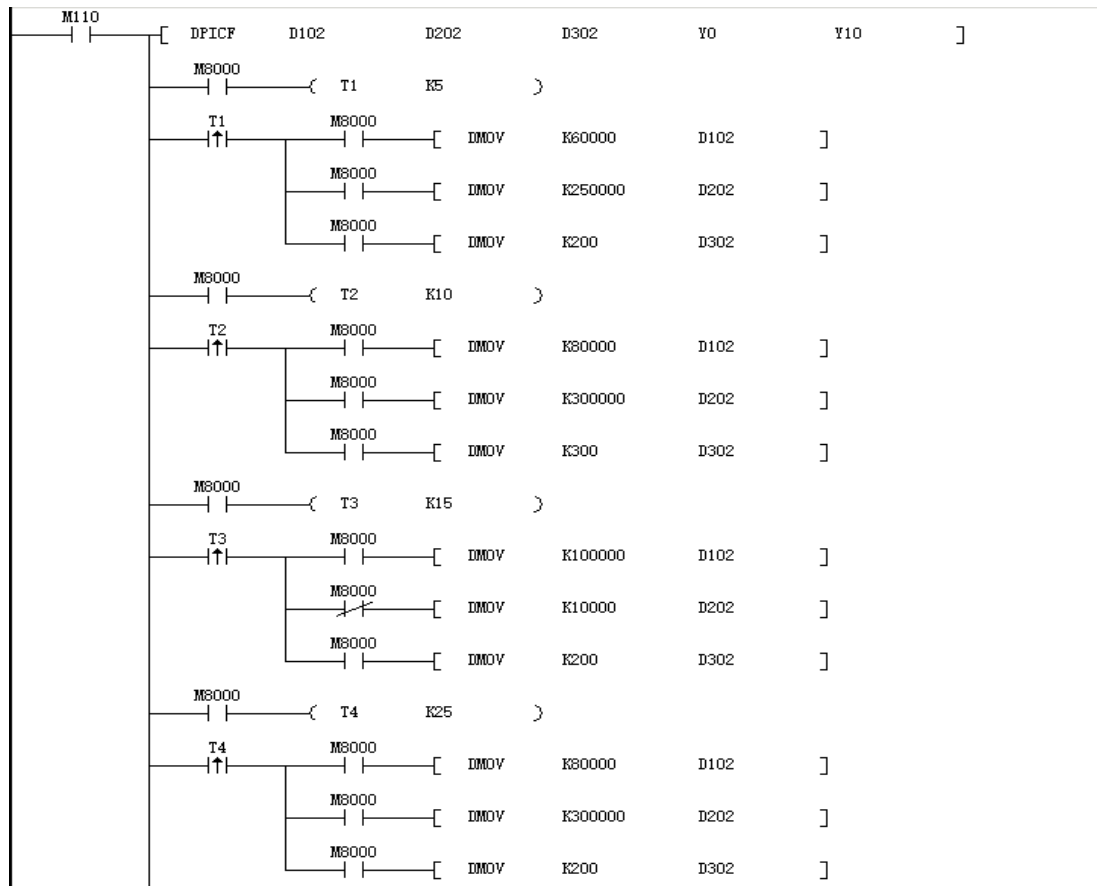 M110
DPICF D102 D202 D302 Y0 Y10
M8000
T1 K5
T1 M8000
DMOV K60000 D102
M8000
DMOV K250000 D202
M8000
DMOV K200 D302
M8000
T2 K10
T2 M8000
DMOV K80000 D102
M8000
DMOV K300000 D202
M8000
DMOV K300 D302
M8000
T3 K15
T3 M8000
DMOV K100000 D102
M8000
DMOV K10000 D202
M8000
DMOV K200 D302
M8000
T4 K25
T4 M8000
DMOV K80000 D102
M8000
DMOV K300000 D202
M8000
DMOV K200 D302